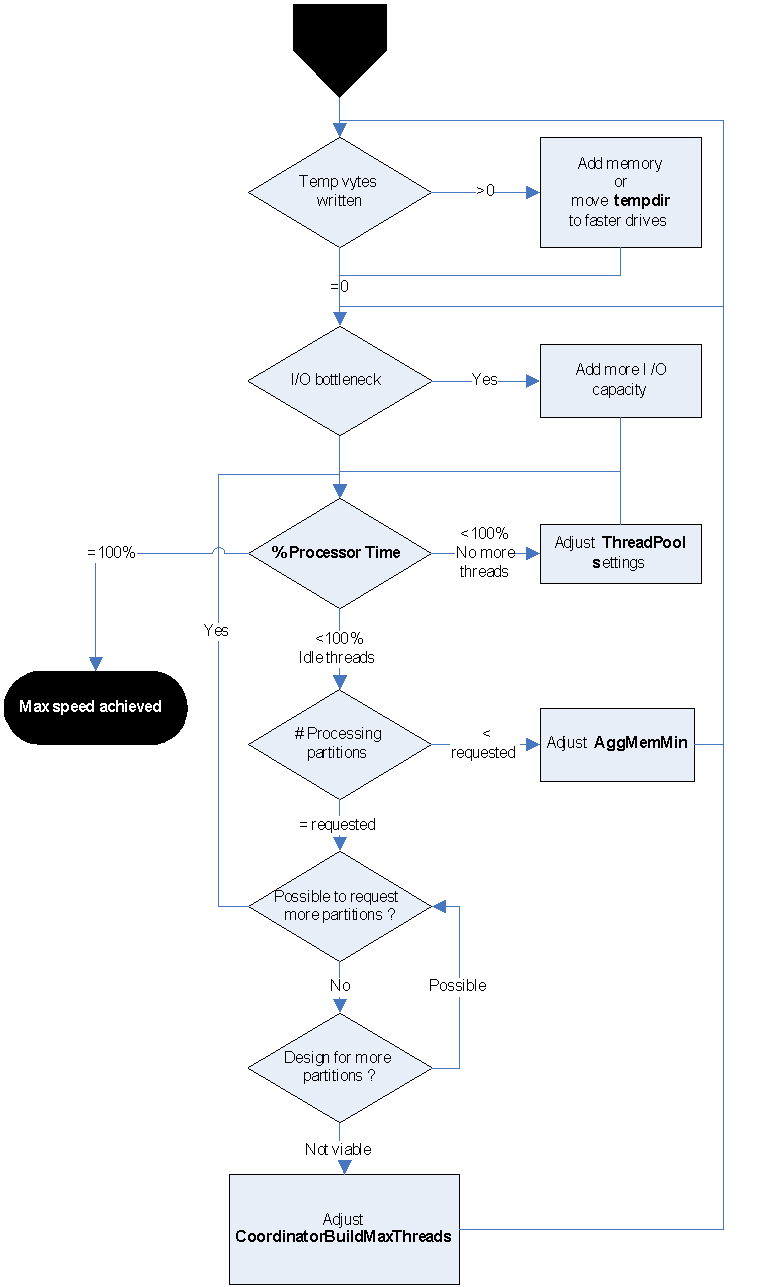 Temp vytes
written
>0
Add memory
or
move tempdir
to faster drives
=0
I/O bottleneck
Yes
Add more I/O
capacity
=100%
%Processor Time
<100%
No more
threads
Adjust ThreadPool
settings
Yes
<100%
Idle threads
Max speed achieved
# Processing
partitions
<
requested
Adjust AggMemMin
= requested
Possible to request
more partitions ?
No
Possible
Design for more
partitions ?
Not viable
Adjust
CoordinatorBuildMaxThreads